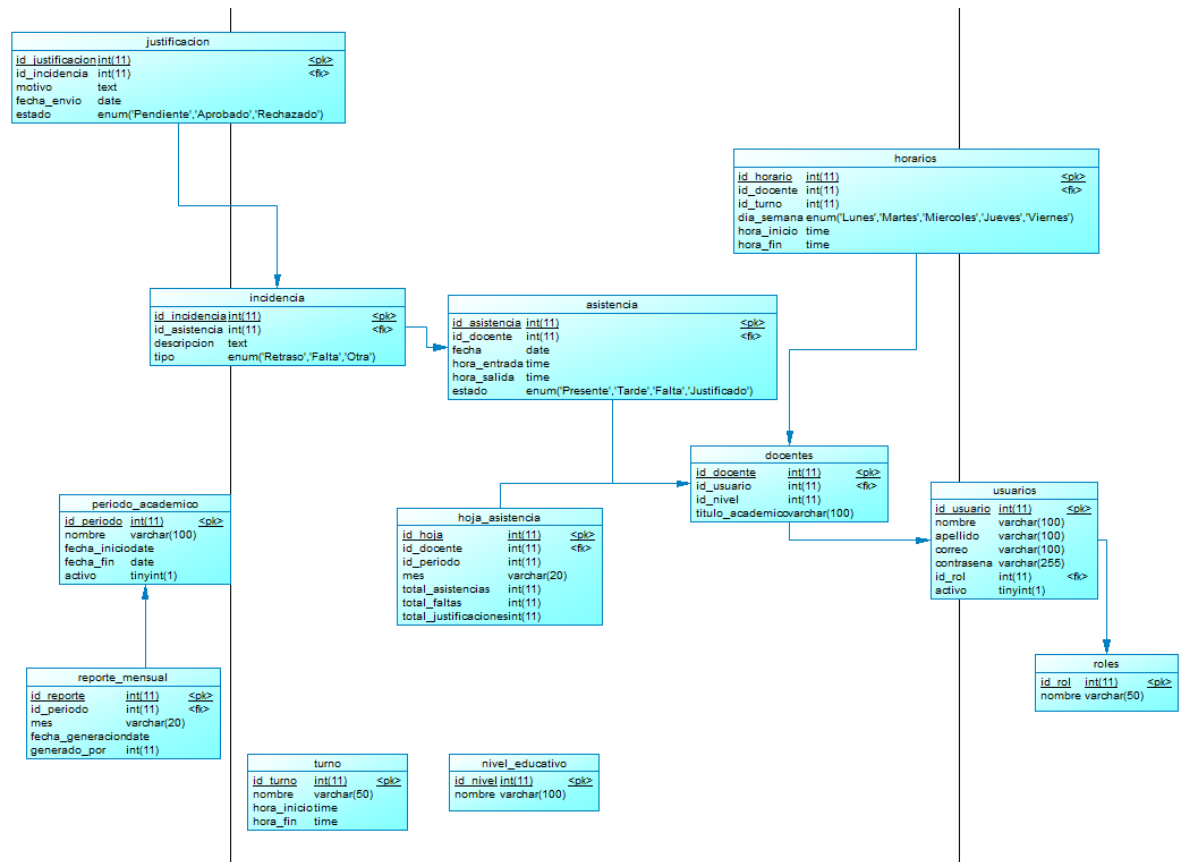 justificacion
id_justificacion int(11) <pk>
id_incidencia int(11) <fk>
motivo text
fecha_envio date
estado enum('Pendiente','Aprobado','Rechazado')
horarios
id_horario int(11) <pk>
id_docente int(11) <fk>
id_turno int(11)
dia_semana enum('Lunes','Martes','Miercoles','Jueves','Viernes')
hora_inicio time
hora_fin time
incidencia
id_incidencia int(11) <pk>
id_asistencia int(11) <fk>
descripcion text
tipo enum('Retraso','Falta','Otra')
asistencia
id_asistencia int(11) <pk>
id_docente int(11) <fk>
fecha date
hora_entrada time
hora_salida time
estado enum('Presente','Tarde','Falta','Justificado')
docentes
id_docente int(11) <pk>
id_usuario int(11) <fk>
id_nivel int(11)
titulo_academico varchar(100)
usuarios
id_usuario int(11) <pk>
nombre varchar(100)
apellido varchar(100)
correo varchar(100)
contrasena varchar(255)
id_rol int(11) <fk>
activo tinyint(1)
periodo_academico
id_periodo int(11) <pk>
nombre varchar(100)
fecha_inicio date
fecha_fin date
activo tinyint(1)
hoja_asistencia
id_hoja int(11) <pk>
id_docente int(11) <fk>
id_periodo int(11)
mes varchar(20)
total_asistencias int(11)
total_faltas int(11)
total_justificaciones int(11)
roles
id_rol int(11) <pk>
nombre varchar(50)
reporte_mensual
id_reporte int(11) <pk>
id_periodo int(11) <fk>
mes varchar(20)
fecha_generacion date
generado_por int(11)
turno
id_turno int(11) <pk>
nombre varchar(50)
hora_inicio time
hora_fin time
nivel_educativo
id_nivel int(11) <pk>
nombre varchar(100)